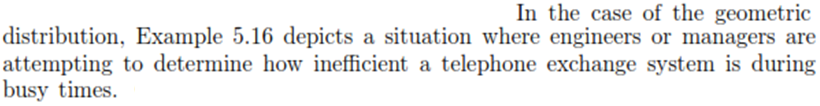 In the case of the geometric
distribution, Example 5.16 depicts a situation where engineers or managers are
attempting to determine how inefficient a telephone exchange system is during
busy times.